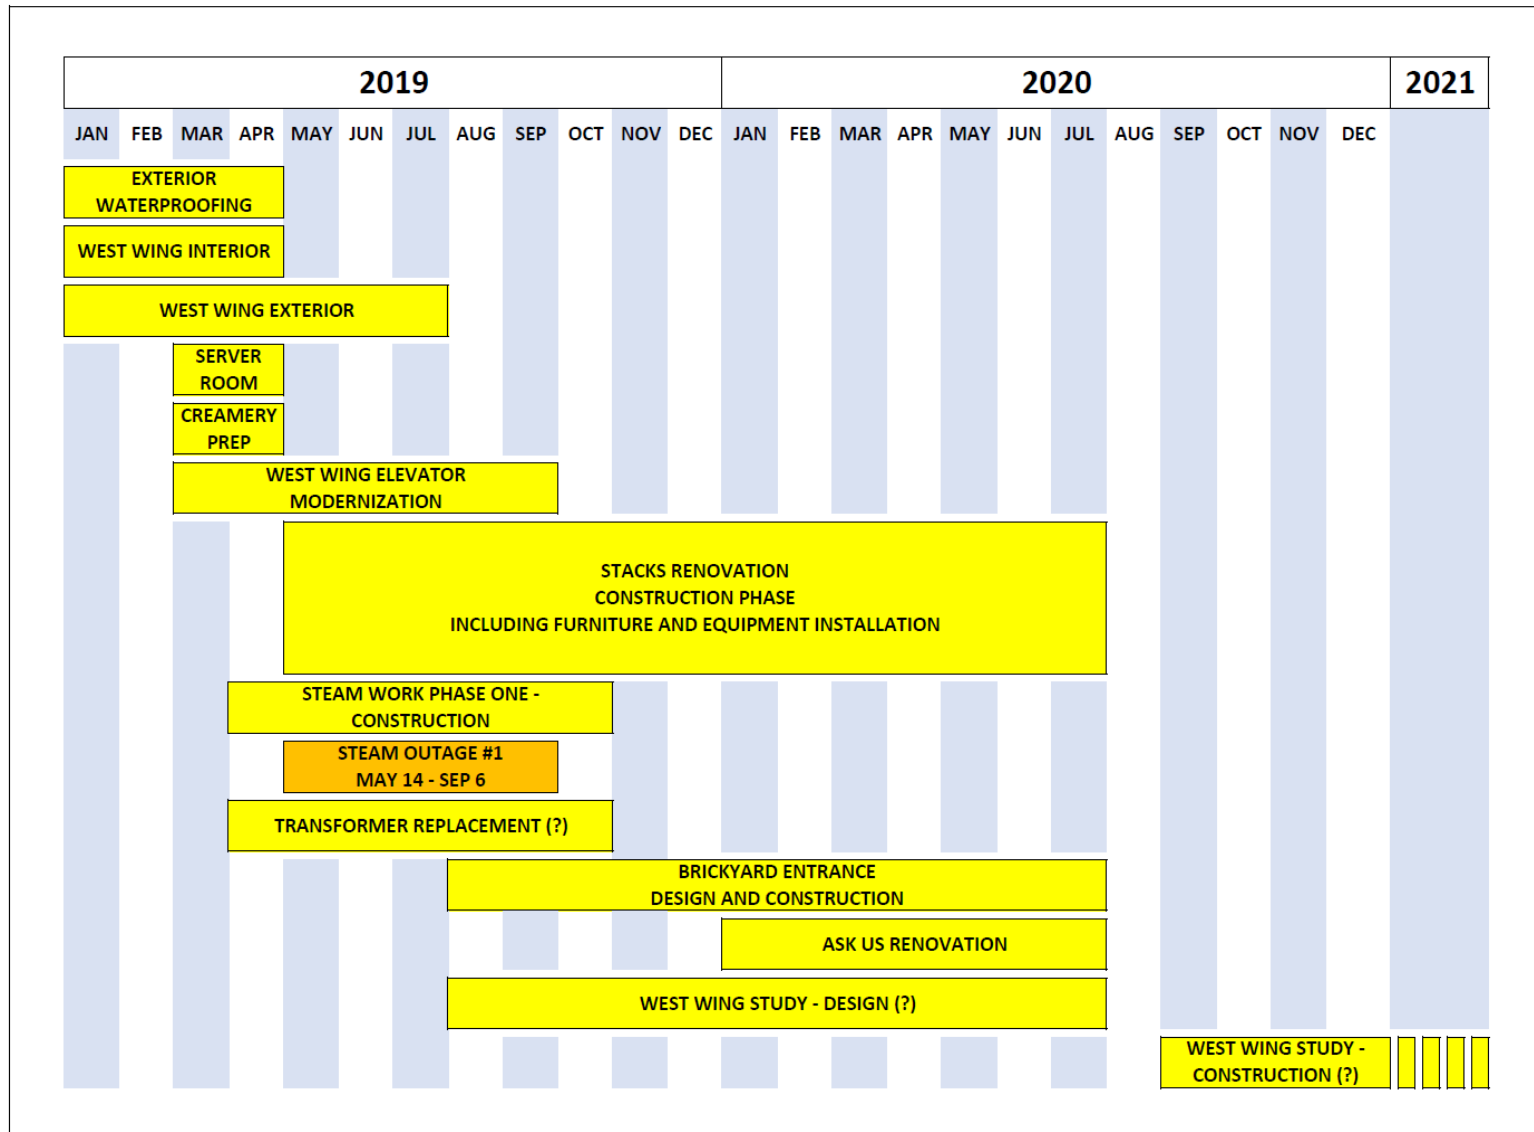 2019 2020 2021
JAN FEB MAR APR MAY JUN JUL AUG SEP OCT NOV DEC JAN FEB MAR APR MAY JUN JUL AUG SEP OCT NOV DEC
EXTERIOR
WATERPROOFING
WEST WING INTERIOR
WEST WING EXTERIOR
SERVER
ROOM
CREAMERY
PREP
WEST WING ELEVATOR
MODERNIZATION
STACKS RENOVATION
CONSTRUCTION PHASE
INCLUDING FURNITURE AND EQUIPMENT INSTALLATION
STEAM WORK PHASE ONE -
CONSTRUCTION
STEAM OUTAGE #1
MAY 14 - SEP 6
TRANSFORMER REPLACEMENT (?)
BRICKYARD ENTRANCE
DESIGN AND CONSTRUCTION
ASK US RENOVATION
WEST WING STUDY - DESIGN (?)
WEST WING STUDY -
CONSTRUCTION (?)